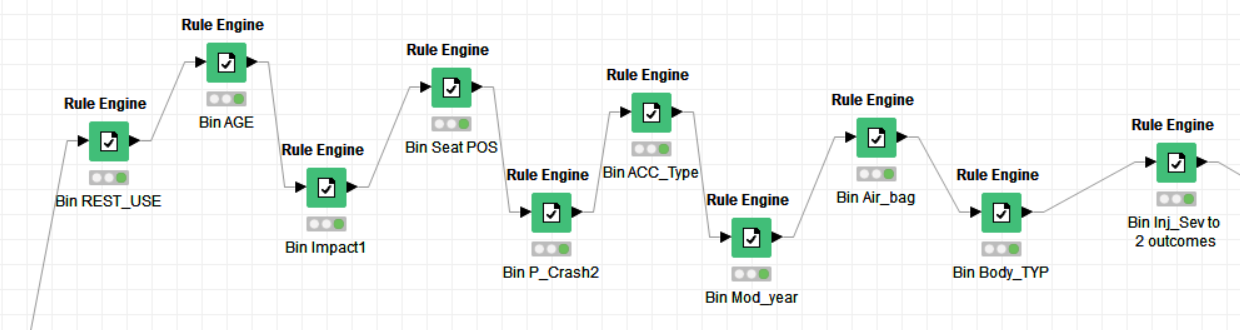 Rule Engine
Bin REST_USE
Rule Engine
Bin AGE
Rule Engine
Bin Impact1
Rule Engine
Bin Seat POS
Rule Engine
Bin P_Crash2
Rule Engine
Bin ACC_Type
Rule Engine
Bin Mod_year
Rule Engine
Bin Air_bag
Rule Engine
Bin Body_TYP
Rule Engine
Bin Inj_Sev to
2 outcomes